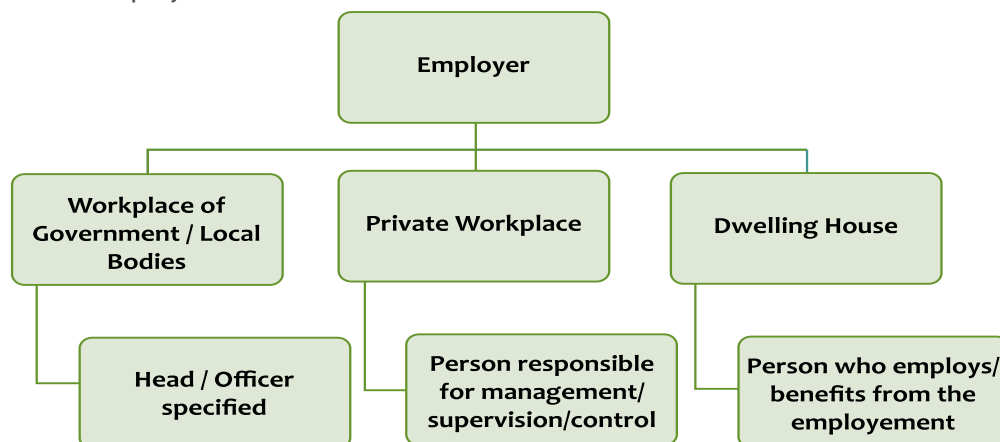 Employer
Workplace of
Government / Local
Bodies
Private Workplace
Dwelling House
Head / Officer
specified
Person responsible
for management/
supervision/control
Person who employs/
benefits from the
employement